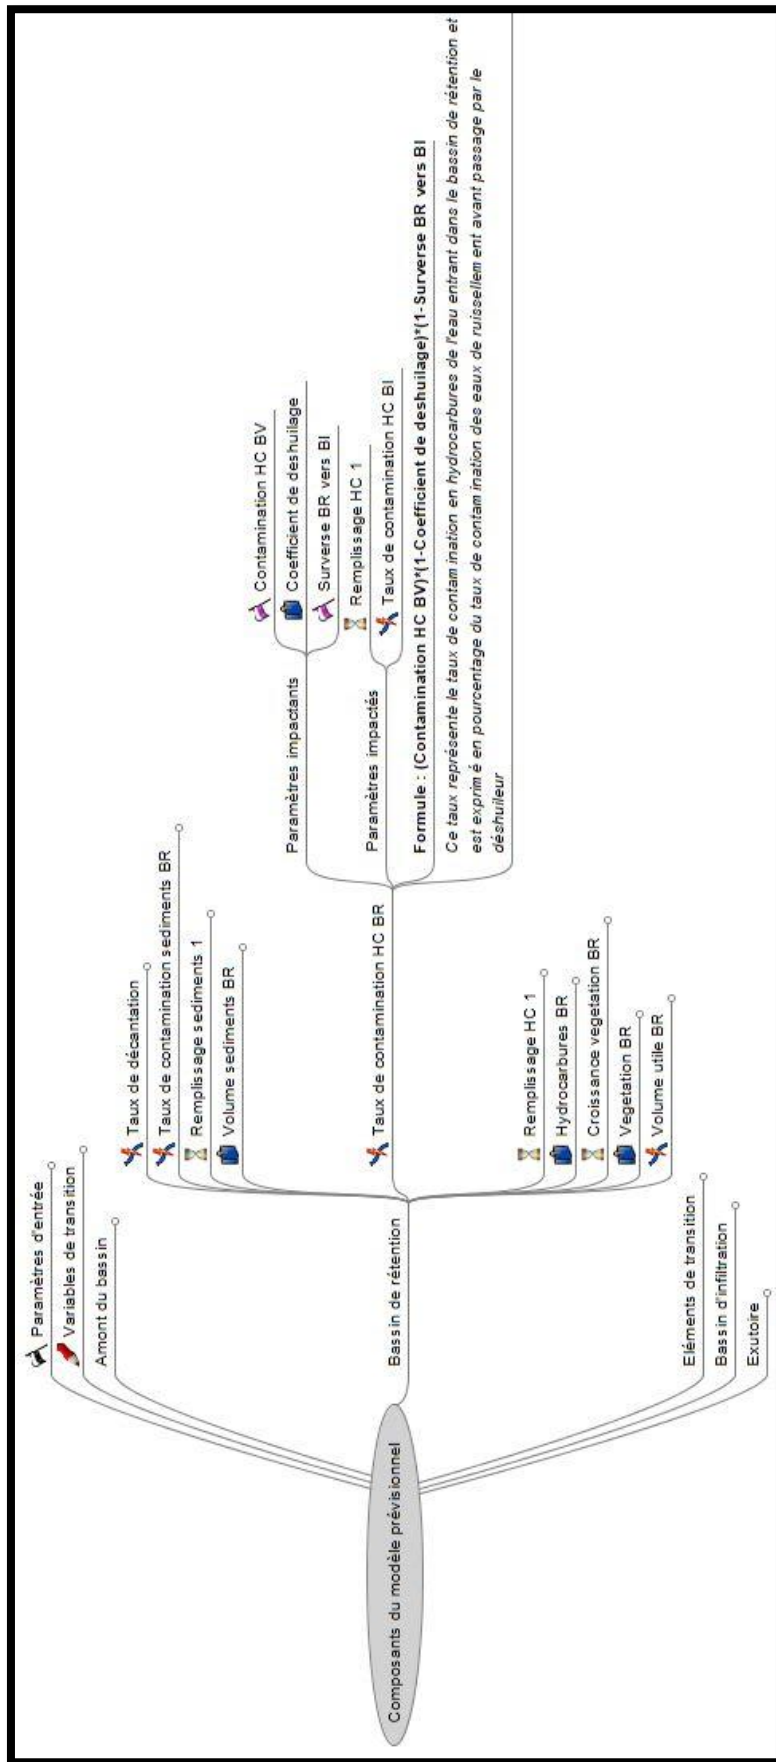 Composants du modèle prévisionnel
Paramètres d'entrée
Variables de transition
Amont du bassin
Bassin de rétention
Taux de décantation
Taux de contamination sediments BR
Remplissage sediments 1
Volume sediments BR
Taux de contamination HC BR
Paramètres impactants
Contamination HC BV
Coefficient de deshuilage
Surverse BR vers BI
Paramètres impactés
Remplissage HC 1
Taux de contamination HC BI
Formule : (Contamination HC BV)*(1-Coefficient de deshuilage)*(1-Surverse BR vers BI
Ce taux représente le taux de contamination en hydrocarbures de l'eau entrant dans le bassin de rétention et
est exprimé en pourcentage du taux de contamination des eaux de ruissellement avant passage par le
déshuileur
Remplissage HC 1
Hydrocarbures BR
Croissance vegetation BR
Vegetation BR
Volume utile BR
Eléments de transition
Bassin d'infiltration
Exutoire